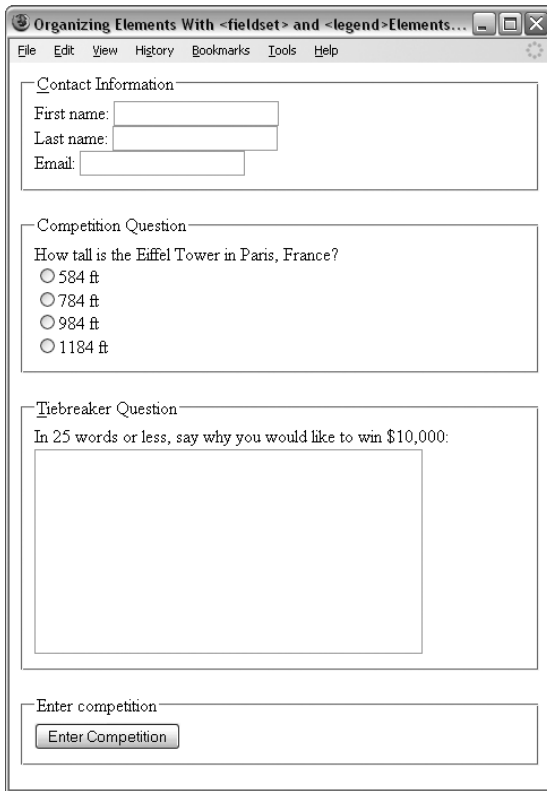 Organizing Elements With <fieldset> and <legend>Elements...
File Edit View History Bookmarks Tools Help
Contact Information
First name:
Last name:
Email:
Competition Question
How tall is the Eiffel Tower in Paris, France?
584 ft
784 ft
984 ft
1184 ft
Tiebreaker Question
In 25 words or less, say why you would like to win $10,000:
Enter competition
Enter Competition